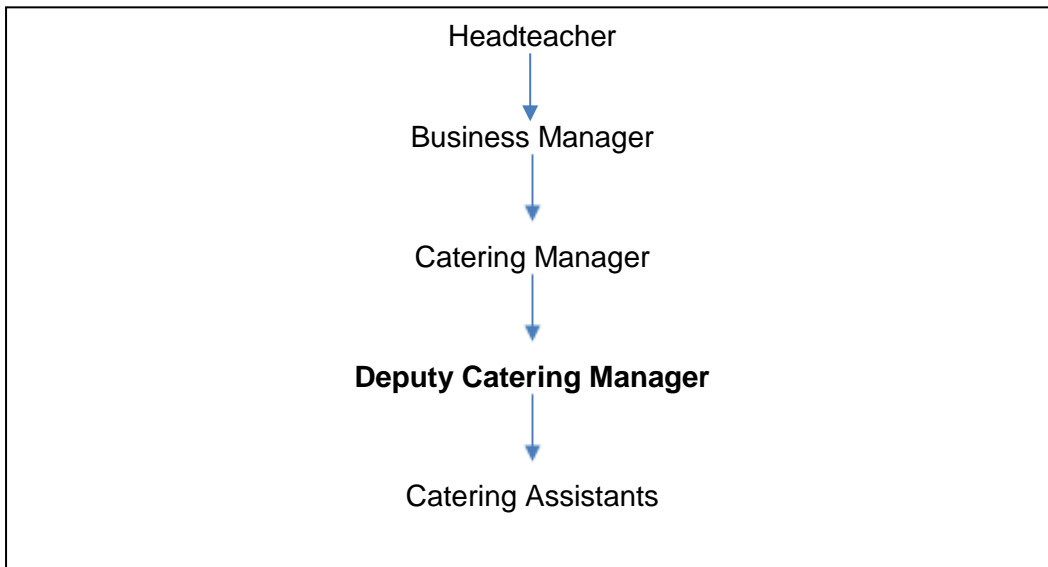 Headteacher
Business Manager
Catering Manager
Deputy Catering Manager
Catering Assistants